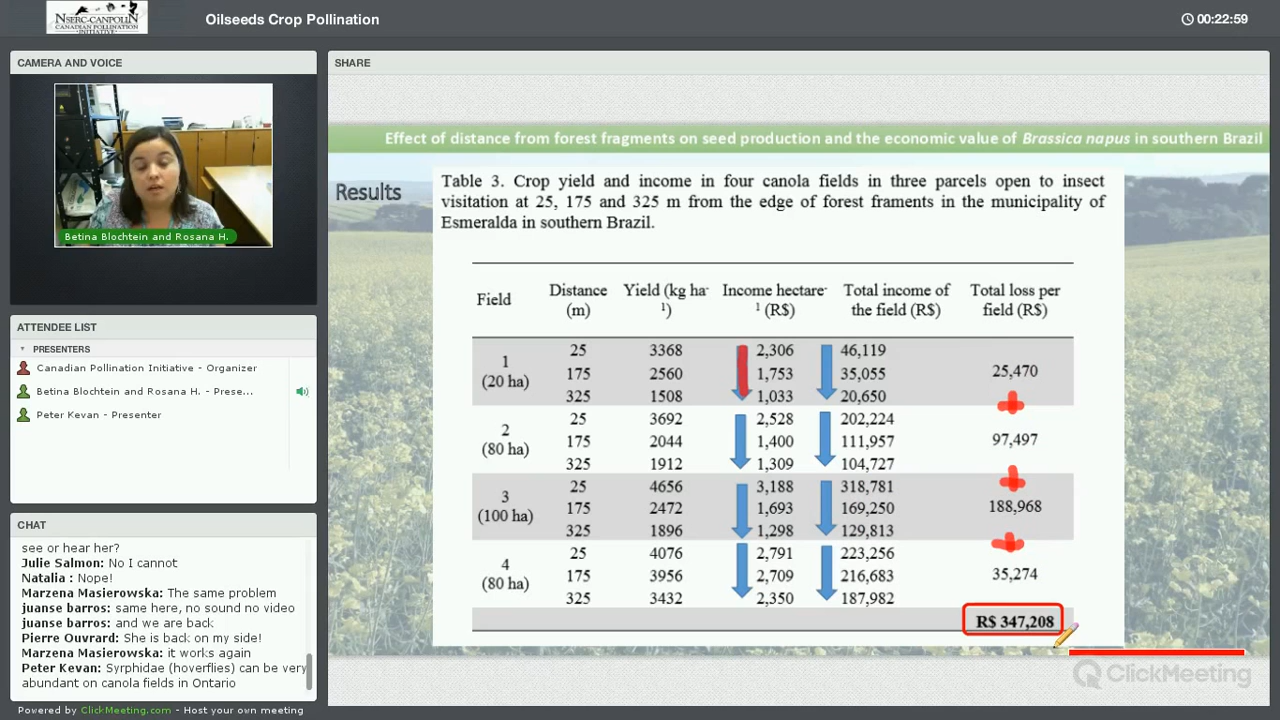 NSERC-CANPOLIN
CANADIAN POLLINATION
INITIATIVE
Oilseeds Crop Pollination
00:22:59
CAMERA AND VOICE
Betina Blochtein and Rosana H.
ATTENDEE LIST
PRESENTERS
Canadian Pollination Initiative - Organizer
Betina Blochtein and Rosana H. - Prese...
Peter Kevan - Presenter
CHAT
see or hear her?
Julie Salmon: No I cannot
Natalia : Nope!
Marzena Masierowska: The same problem
juanse barros: same here, no sound no video
juanse barros: and we are back
Pierre Ouvrard: She is back on my side!
Marzena Masierowska: it works again
Peter Kevan: Syrphidae (hoverflies) can be very
abundant on canola fields in Ontario
Powered by ClickMeeting.com - Host your own meeting
SHARE
Effect of distance from forest fragments on seed production and the economic value of Brassica napus in southern Brazil
Results
Table 3. Crop yield and income in four canola fields in three parcels open to insect
visitation at 25, 175 and 325 m from the edge of forest framents in the municipality of
Esmeralda in southern Brazil.
Field Distance (m) Yield (kg ha-1) Income hectare-1 (R$) Total income of the field (R$) Total loss per field (R$)
1 (20 ha) 25 3368 2,306 46,119
175 2560 1,753 35,055 25,470
325 1508 1,033 20,650
2 (80 ha) 25 3692 2,528 202,224
175 2044 1,400 111,957 97,497
325 1912 1,309 104,727
3 (100 ha) 25 4656 3,188 318,781
175 2472 1,693 169,250 188,968
325 1896 1,298 129,813
4 (80 ha) 25 4076 2,791 223,256
175 3956 2,709 216,683 35,274
325 3432 2,350 187,982
R$ 347,208
ClickMeeting